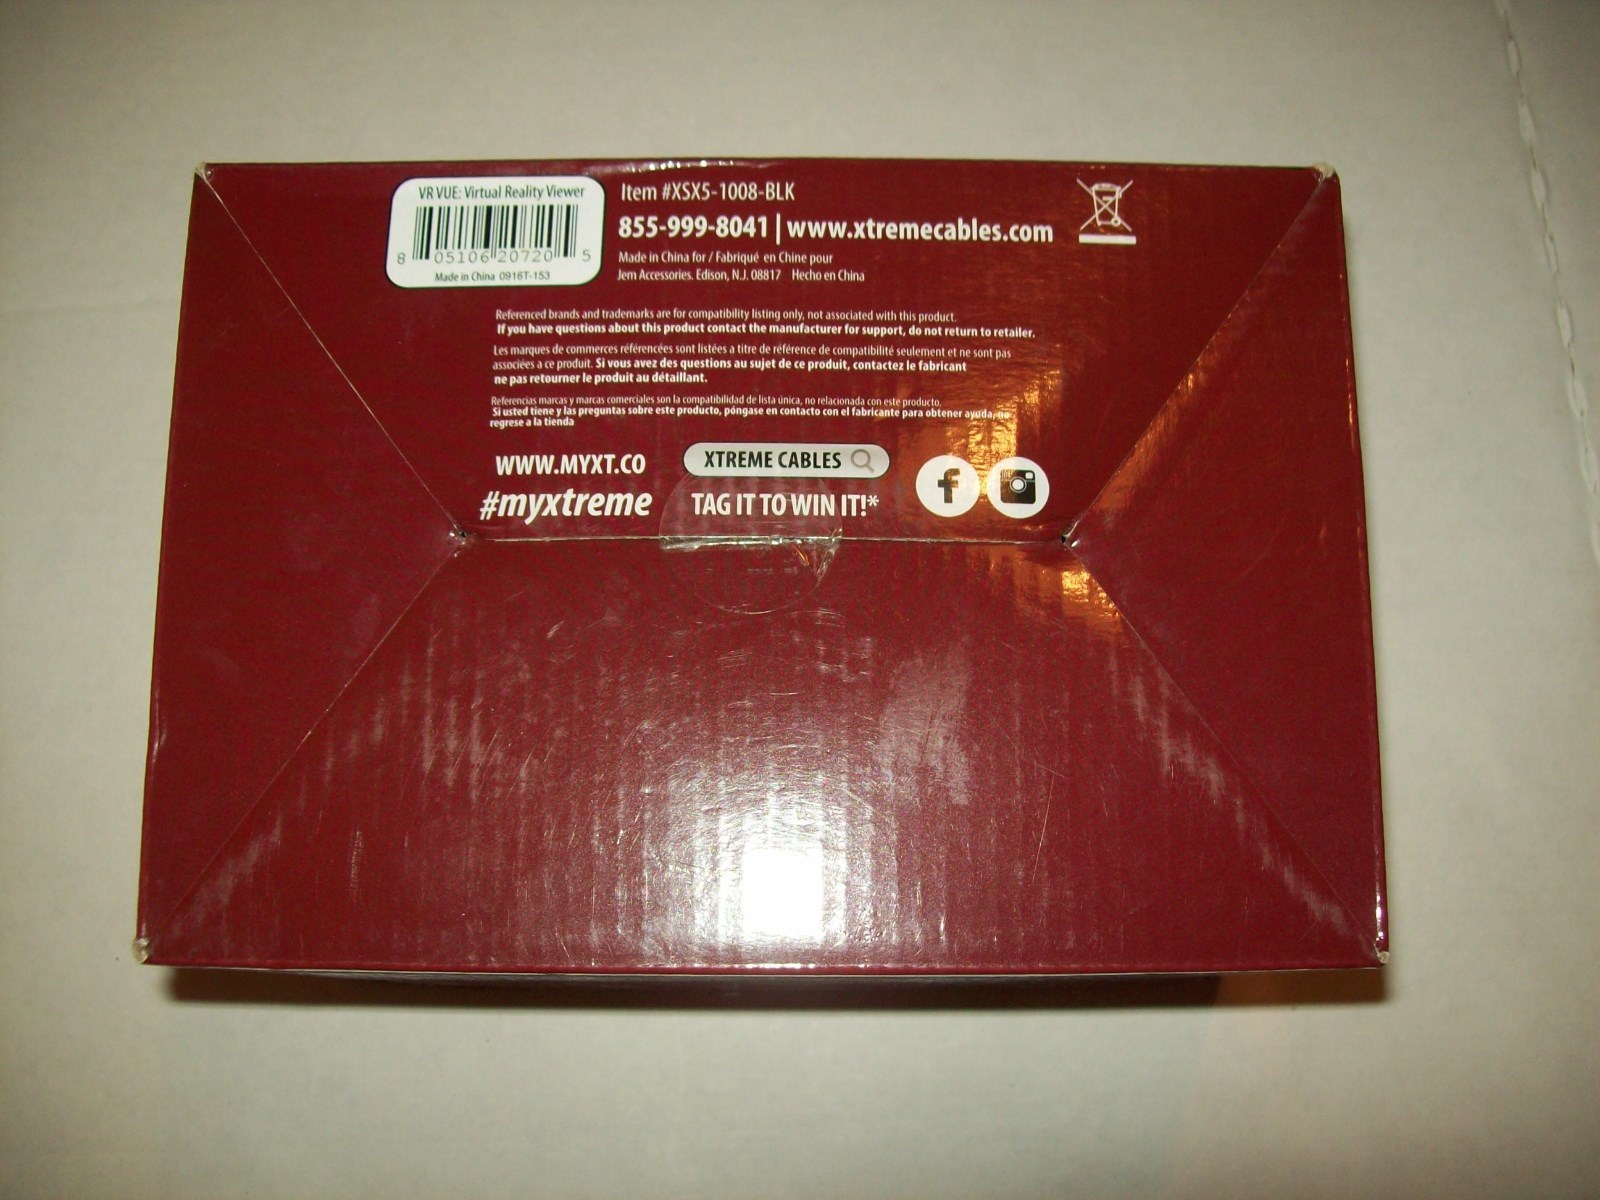 VR VUE: Virtual Reality Viewer
8 05106 20720 5
Made in China 0916T-153
Item #XSX5-1008-BLK
855-999-8041 | www.xtremecables.com
Made in China for / Fabriqué en Chine pour
Jem Accessories. Edison, N.J. 08817 Hecho en China
Referenced brands and trademarks are for compatibility listing only, not associated with this product.
If you have questions about this product contact the manufacturer for support, do not return to retailer.
Les marques de commerces référencées sont listées a titre de référence de compatibilité seulement et ne sont pas
associées a ce produit. Si vous avez des questions au sujet de ce produit, contactez le fabricant
ne pas retourner le produit au détaillant.
Referencias marcas y marcas comerciales son la compatibilidad de lista única, no relacionada con este producto.
Si usted tiene y las preguntas sobre este producto, póngase en contacto con el fabricante para obtener ayuda, no
regrese a la tienda
WWW.MYXT.CO
XTREME CABLES
#myxtreme
TAG IT TO WIN IT!*
f